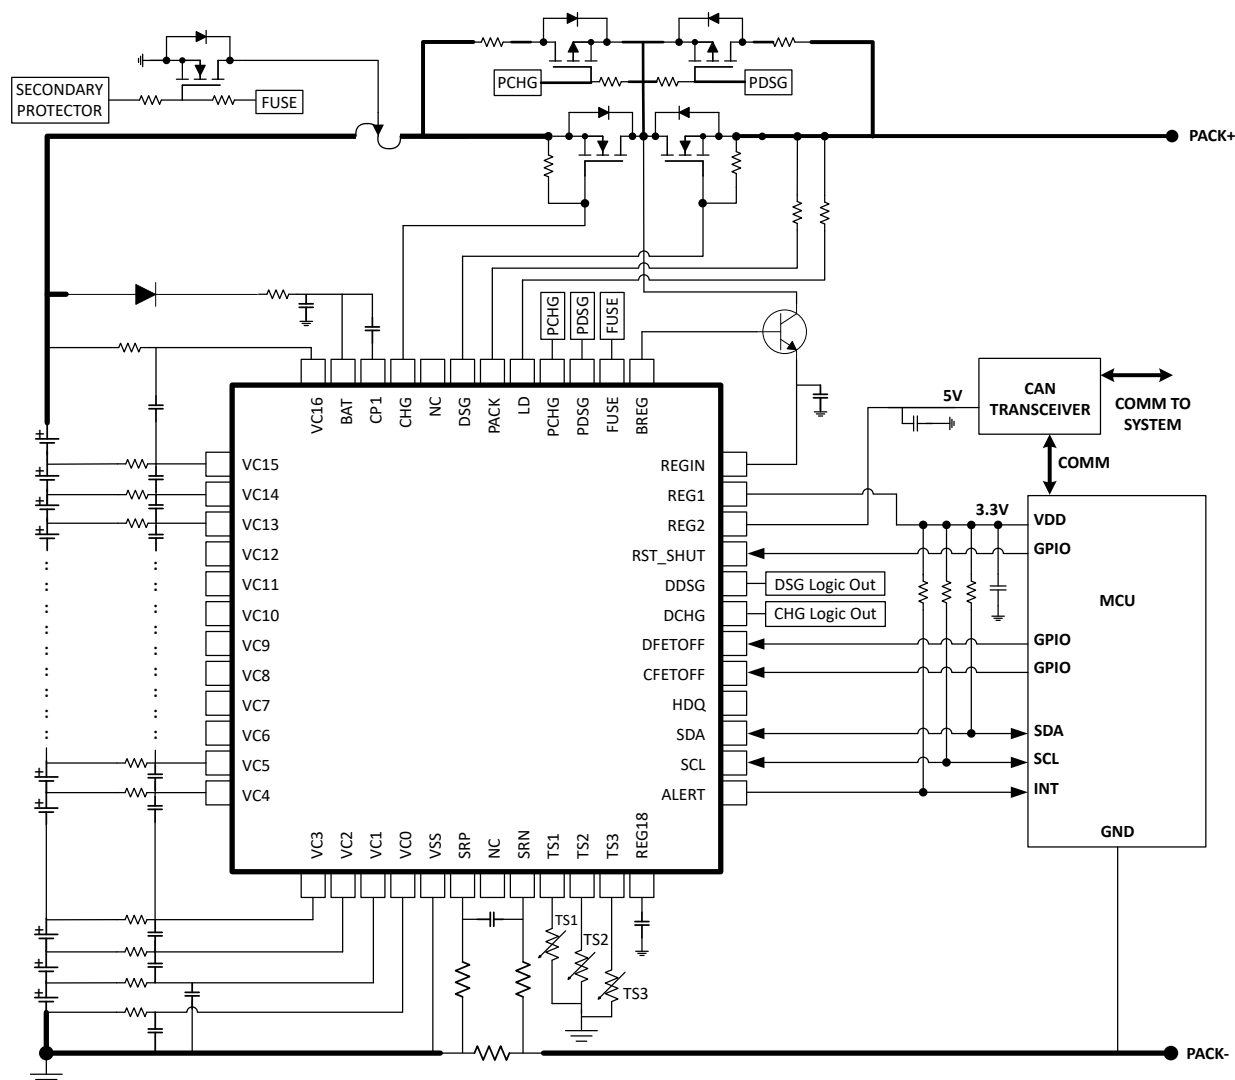 SECONDARY
PROTECTOR
FUSE
PCHG
PDSG
PACK+
PCHG
PDSG
FUSE
VC16
BAT
CP1
CHG
NC
DSG
PACK
LD
PCHG
PDSG
FUSE
BREG
5V
CAN
TRANSCEIVER
COMM TO
SYSTEM
COMM
VC15
VC14
VC13
VC12
VC11
VC10
VC9
VC8
VC7
VC6
VC5
VC4
REGIN
REG1
REG2
RST_SHUT
DDSG
DCHG
DFETOFF
CFETOFF
HDQ
SDA
SCL
ALERT
DSG Logic Out
CHG Logic Out
3.3V
VDD
GPIO
MCU
GPIO
GPIO
SDA
SCL
INT
GND
VC3
VC2
VC1
VC0
VSS
SRP
NC
SRN
TS1
TS2
TS3
REG18
TS1
TS2
TS3
PACK-